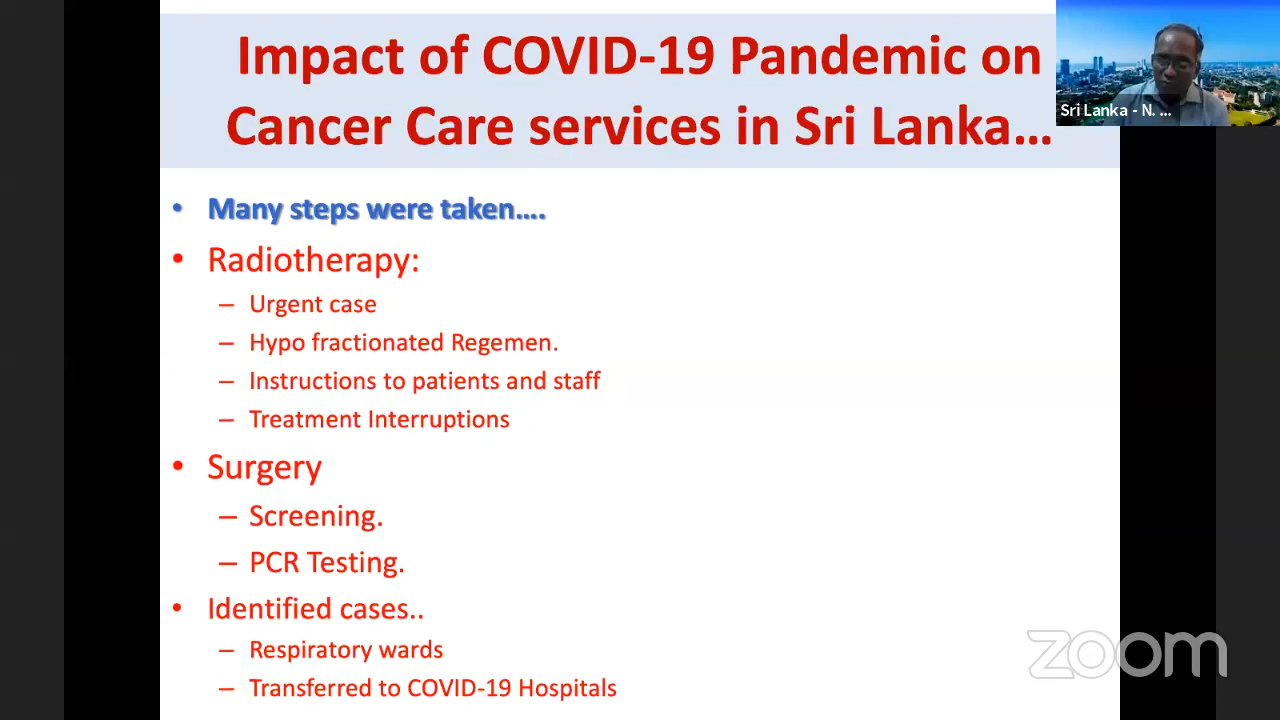 Impact of COVID-19 Pandemic on
Cancer Care services in Sri Lanka...
Sri Lanka - N. ...
• Many steps were taken....
• Radiotherapy:
– Urgent case
– Hypo fractionated Regemen.
– Instructions to patients and staff
– Treatment Interruptions
• Surgery
– Screening.
– PCR Testing.
• Identified cases..
– Respiratory wards
– Transferred to COVID-19 Hospitals
zoom